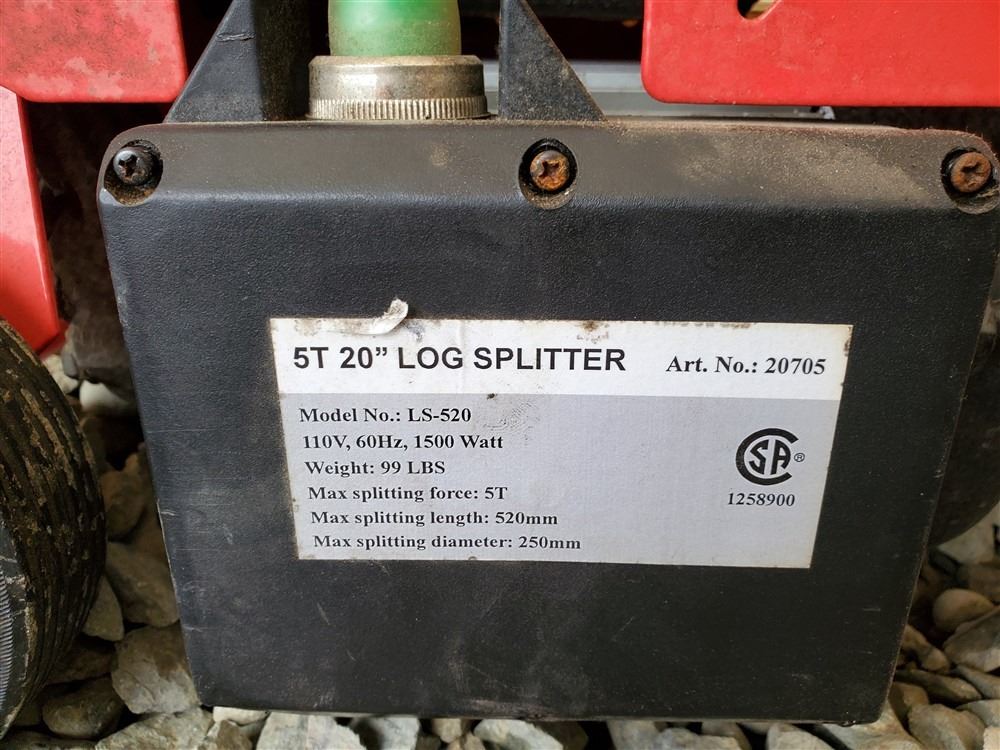 5T 20” LOG SPLITTER Art. No.: 20705
Model No.: LS-520
110V, 60Hz, 1500 Watt
Weight: 99 LBS
Max splitting force: 5T
Max splitting length: 520mm
Max splitting diameter: 250mm
CSA®
1258900